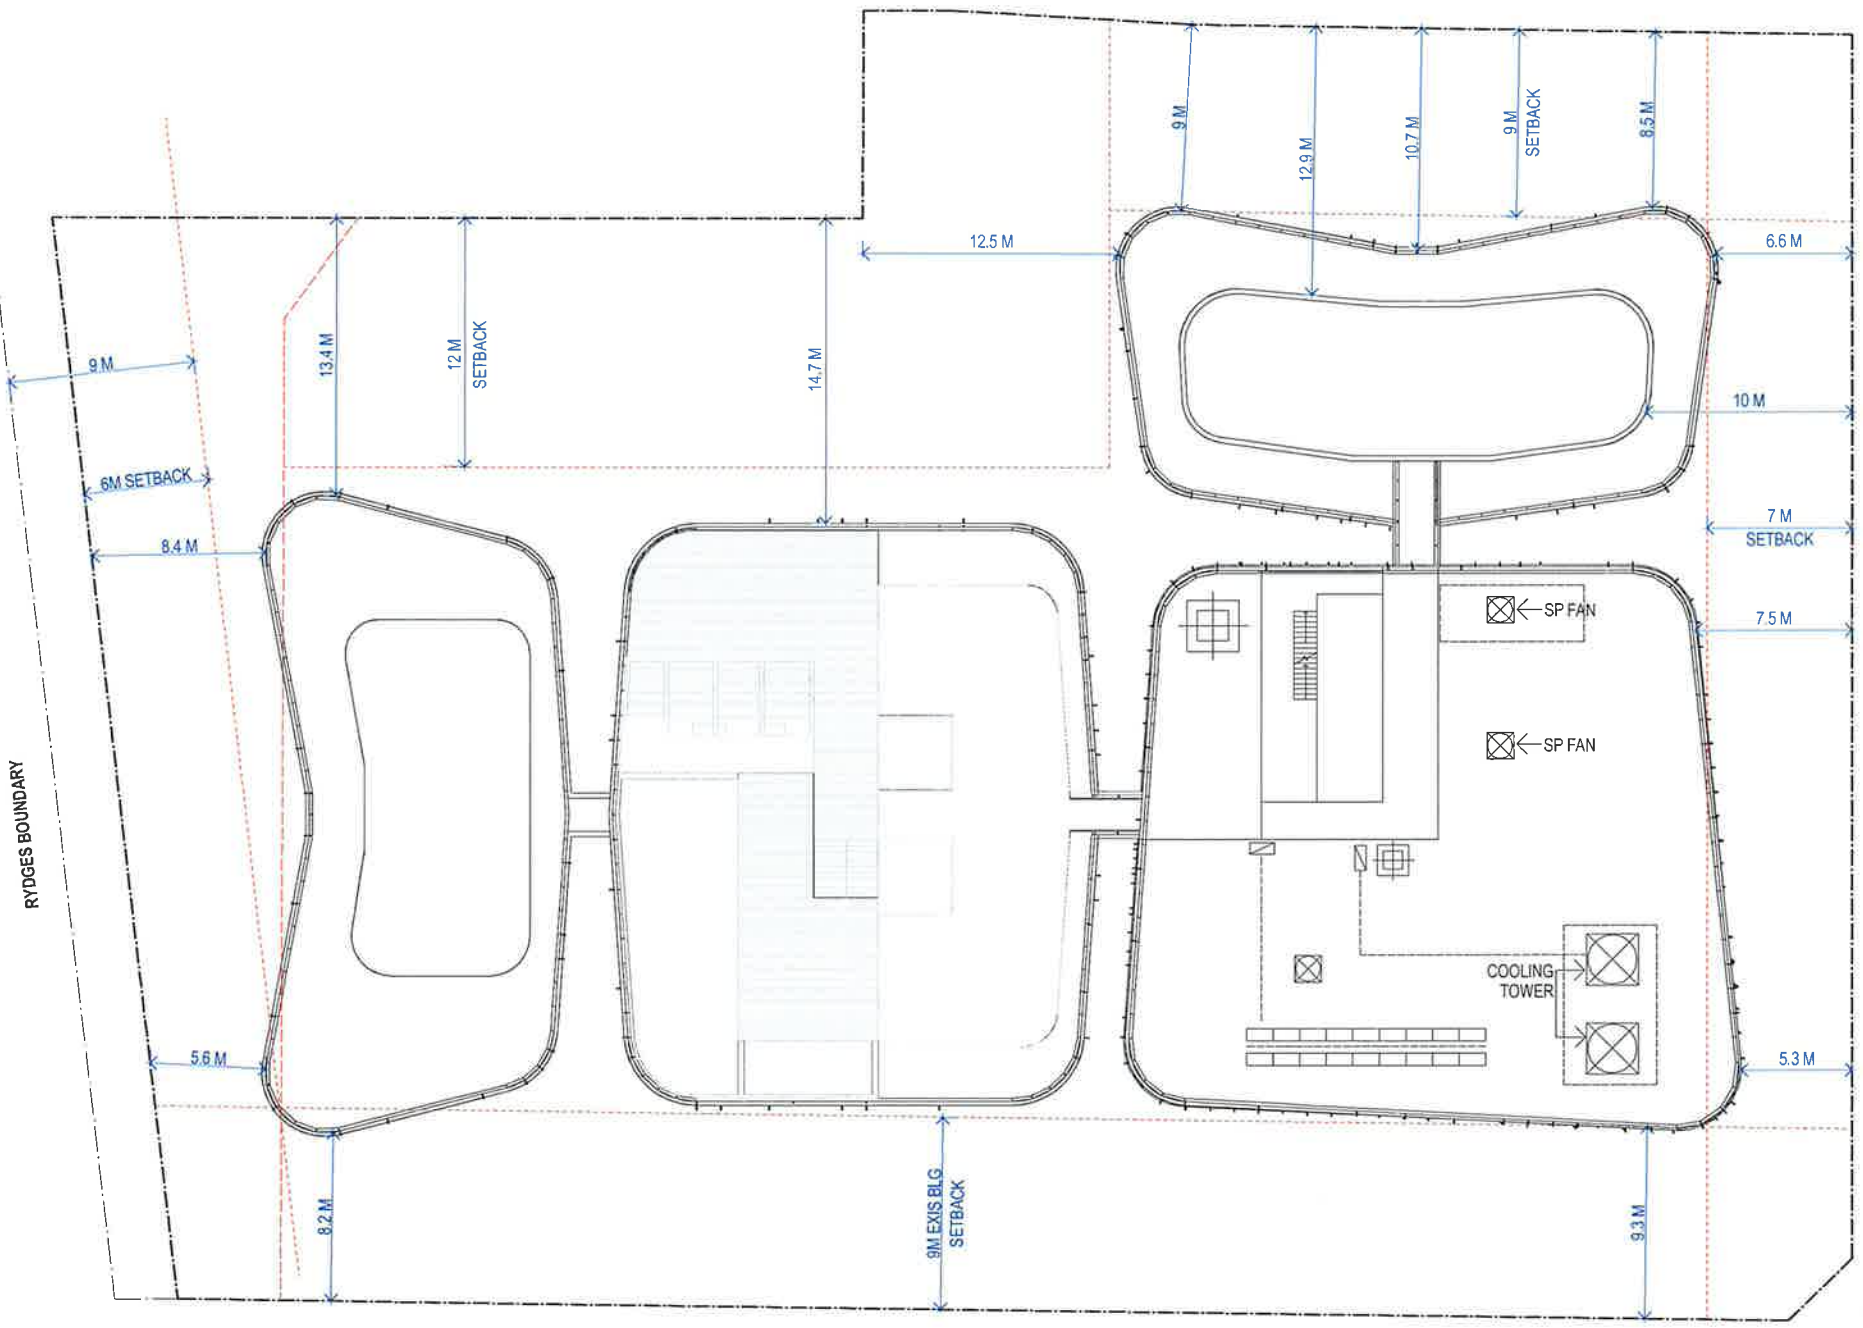 9 M
12.9 M
10.7 M
9 M
SETBACK
8.5 M
12.5 M
6.6 M
9 M
13.4 M
12 M
SETBACK
14.7 M
10 M
6M SETBACK
8.4 M
7 M
SETBACK
SP FAN
7.5 M
SP FAN
RYDGES BOUNDARY
COOLING
TOWER
5.6 M
5.3 M
8.2 M
9M EXIS BLG
SETBACK
9.3 M